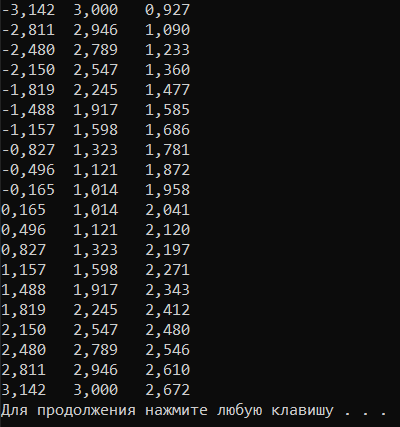 -3,142 3,000 0,927
-2,811 2,946 1,090
-2,480 2,789 1,233
-2,150 2,547 1,360
-1,819 2,245 1,477
-1,488 1,917 1,585
-1,157 1,598 1,686
-0,827 1,323 1,781
-0,496 1,121 1,872
-0,165 1,014 1,958
0,165 1,014 2,041
0,496 1,121 2,120
0,827 1,323 2,197
1,157 1,598 2,271
1,488 1,917 2,343
1,819 2,245 2,412
2,150 2,547 2,480
2,480 2,789 2,546
2,811 2,946 2,610
3,142 3,000 2,672
Для продолжения нажмите любую клавишу . . .